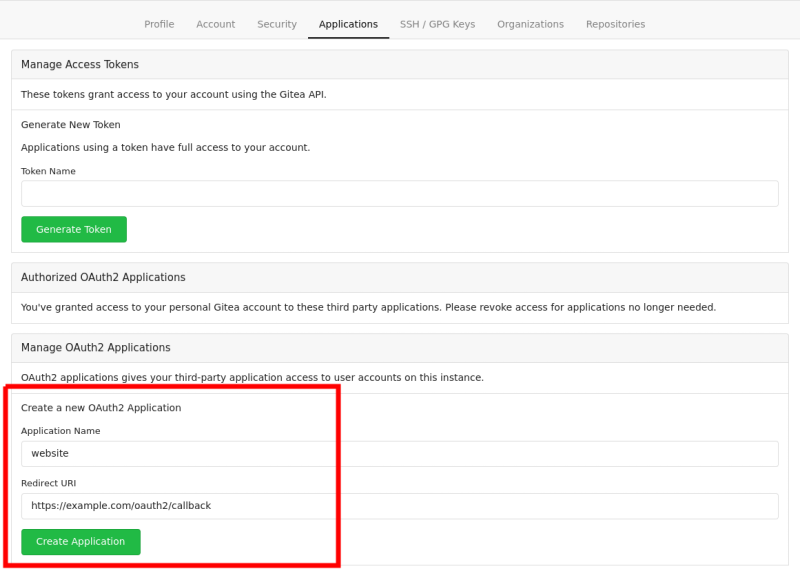 Profile Account Security Applications SSH / GPG Keys Organizations Repositories
Manage Access Tokens
These tokens grant access to your account using the Gitea API.
Generate New Token
Applications using a token have full access to your account.
Token Name
Generate Token
Authorized OAuth2 Applications
You've granted access to your personal Gitea account to these third party applications. Please revoke access for applications no longer needed.
Manage OAuth2 Applications
OAuth2 applications gives your third-party application access to user accounts on this instance.
Create a new OAuth2 Application
Application Name
website
Redirect URI
https://example.com/oauth2/callback
Create Application